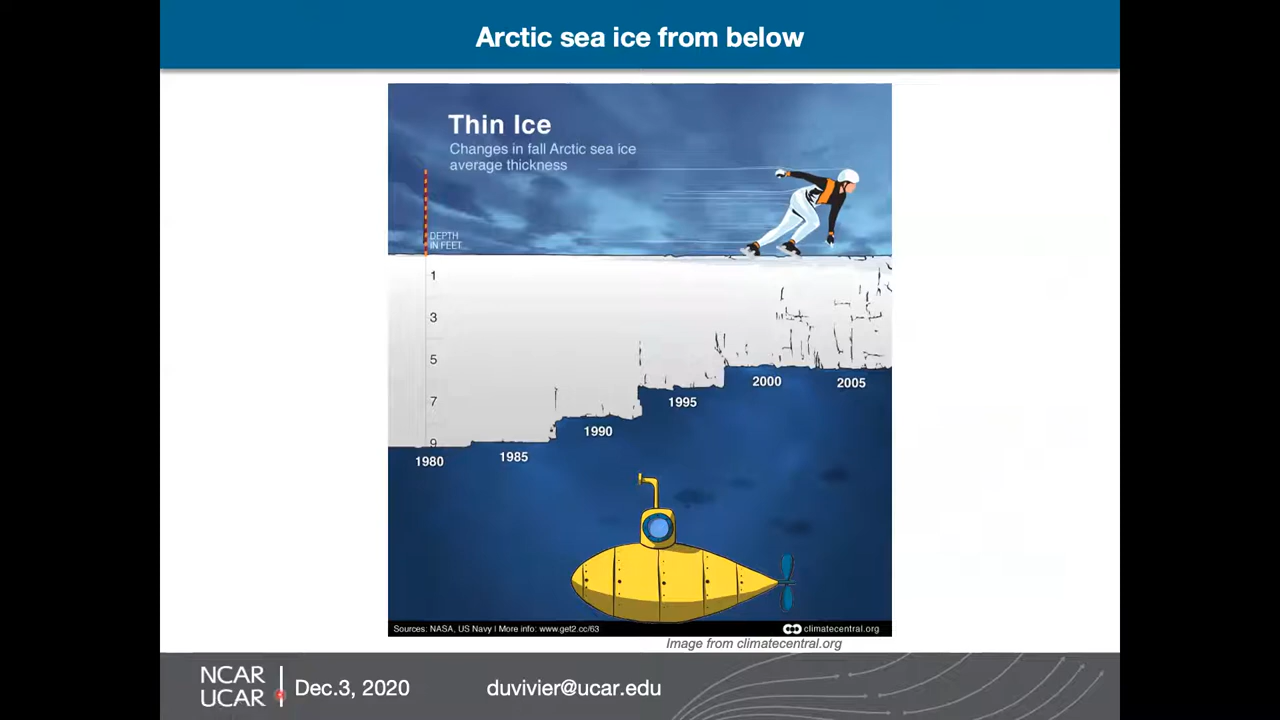 Arctic sea ice from below
Thin Ice
Changes in fall Arctic sea ice
average thickness
DEPTH
IN FEET
1
3
5
7
9
1980
1985
1990
1995
2000
2005
Sources: NASA, US Navy | More info: www.get2.cc/63
climatecentral.org
Image from climatecentral.org
NCAR
UCAR
Dec.3, 2020
duvivier@ucar.edu